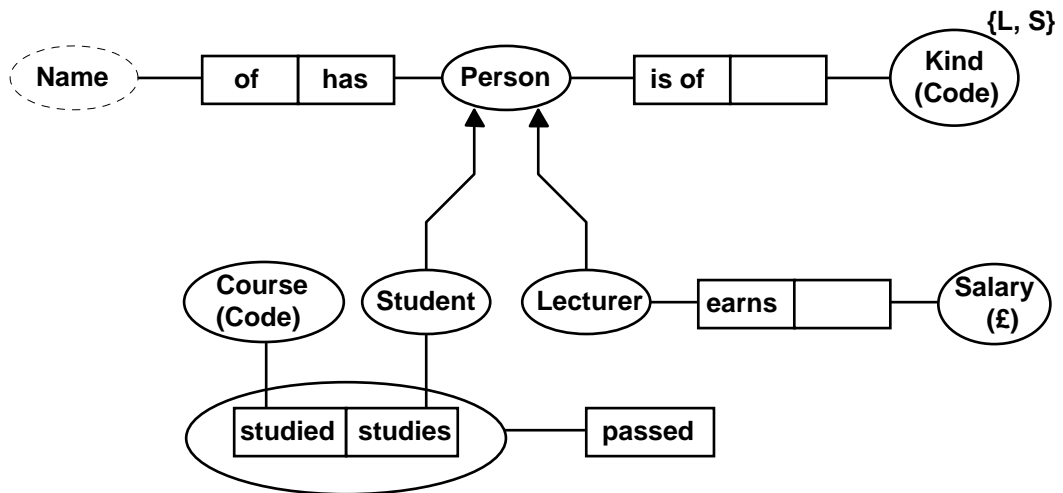 {L, S}
Name
of
has
Person
is of
Kind
(Code)
Course
(Code)
Student
Lecturer
earns
Salary
(£)
studied
studies
passed